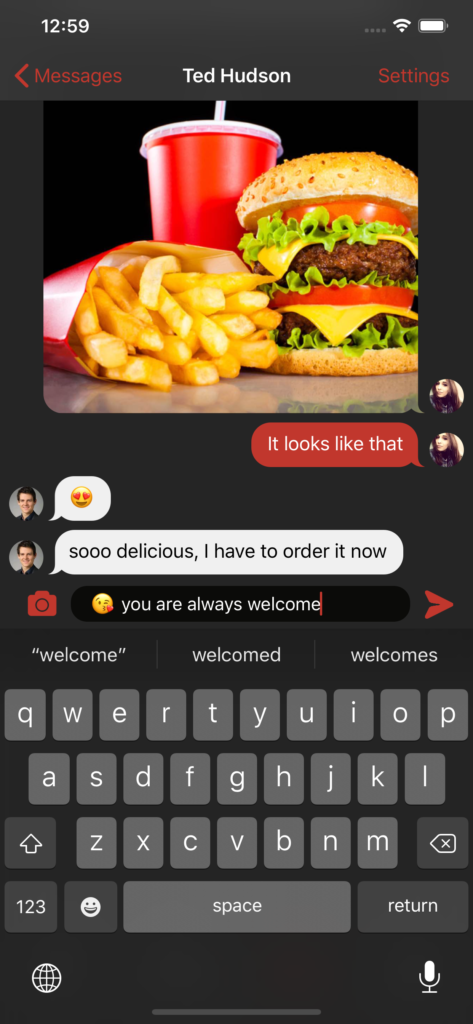 12:59
Messages
Ted Hudson
Settings
It looks like that
😍
sooo delicious, I have to order it now
😘 you are always welcome
“welcome” welcomed welcomes
q w e r t y u i o p
a s d f g h j k l
z x c v b n m
123 space return